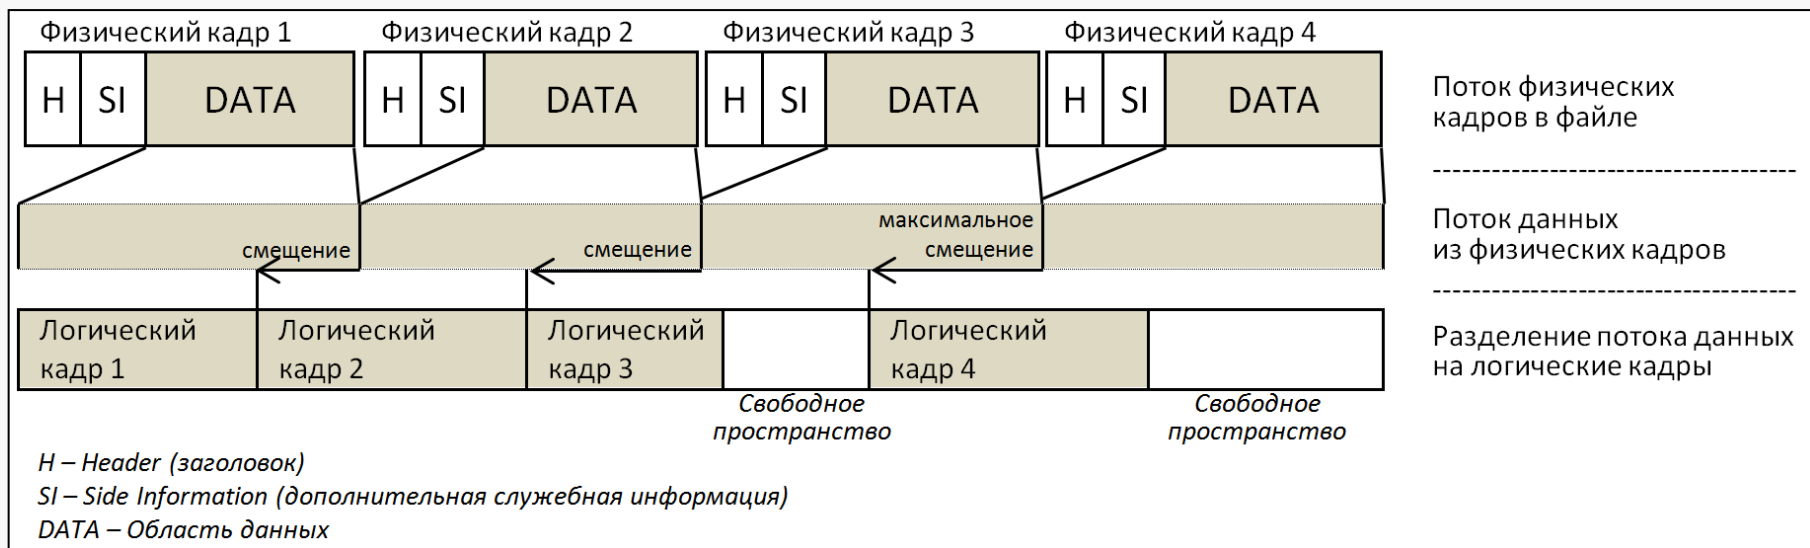 Физический кадр 1
Физический кадр 2
Физический кадр 3
Физический кадр 4
H SI DATA
H SI DATA
H SI DATA
H SI DATA
Поток физических
кадров в файле
-------------------------------------
смещение
смещение
максимальное
смещение
Поток данных
из физических кадров
-------------------------------------
Логический
кадр 1
Логический
кадр 2
Логический
кадр 3
Логический
кадр 4
Разделение потока данных
на логические кадры
Свободное
пространство
Свободное
пространство
H – Header (заголовок)
SI – Side Information (дополнительная служебная информация)
DATA – Область данных